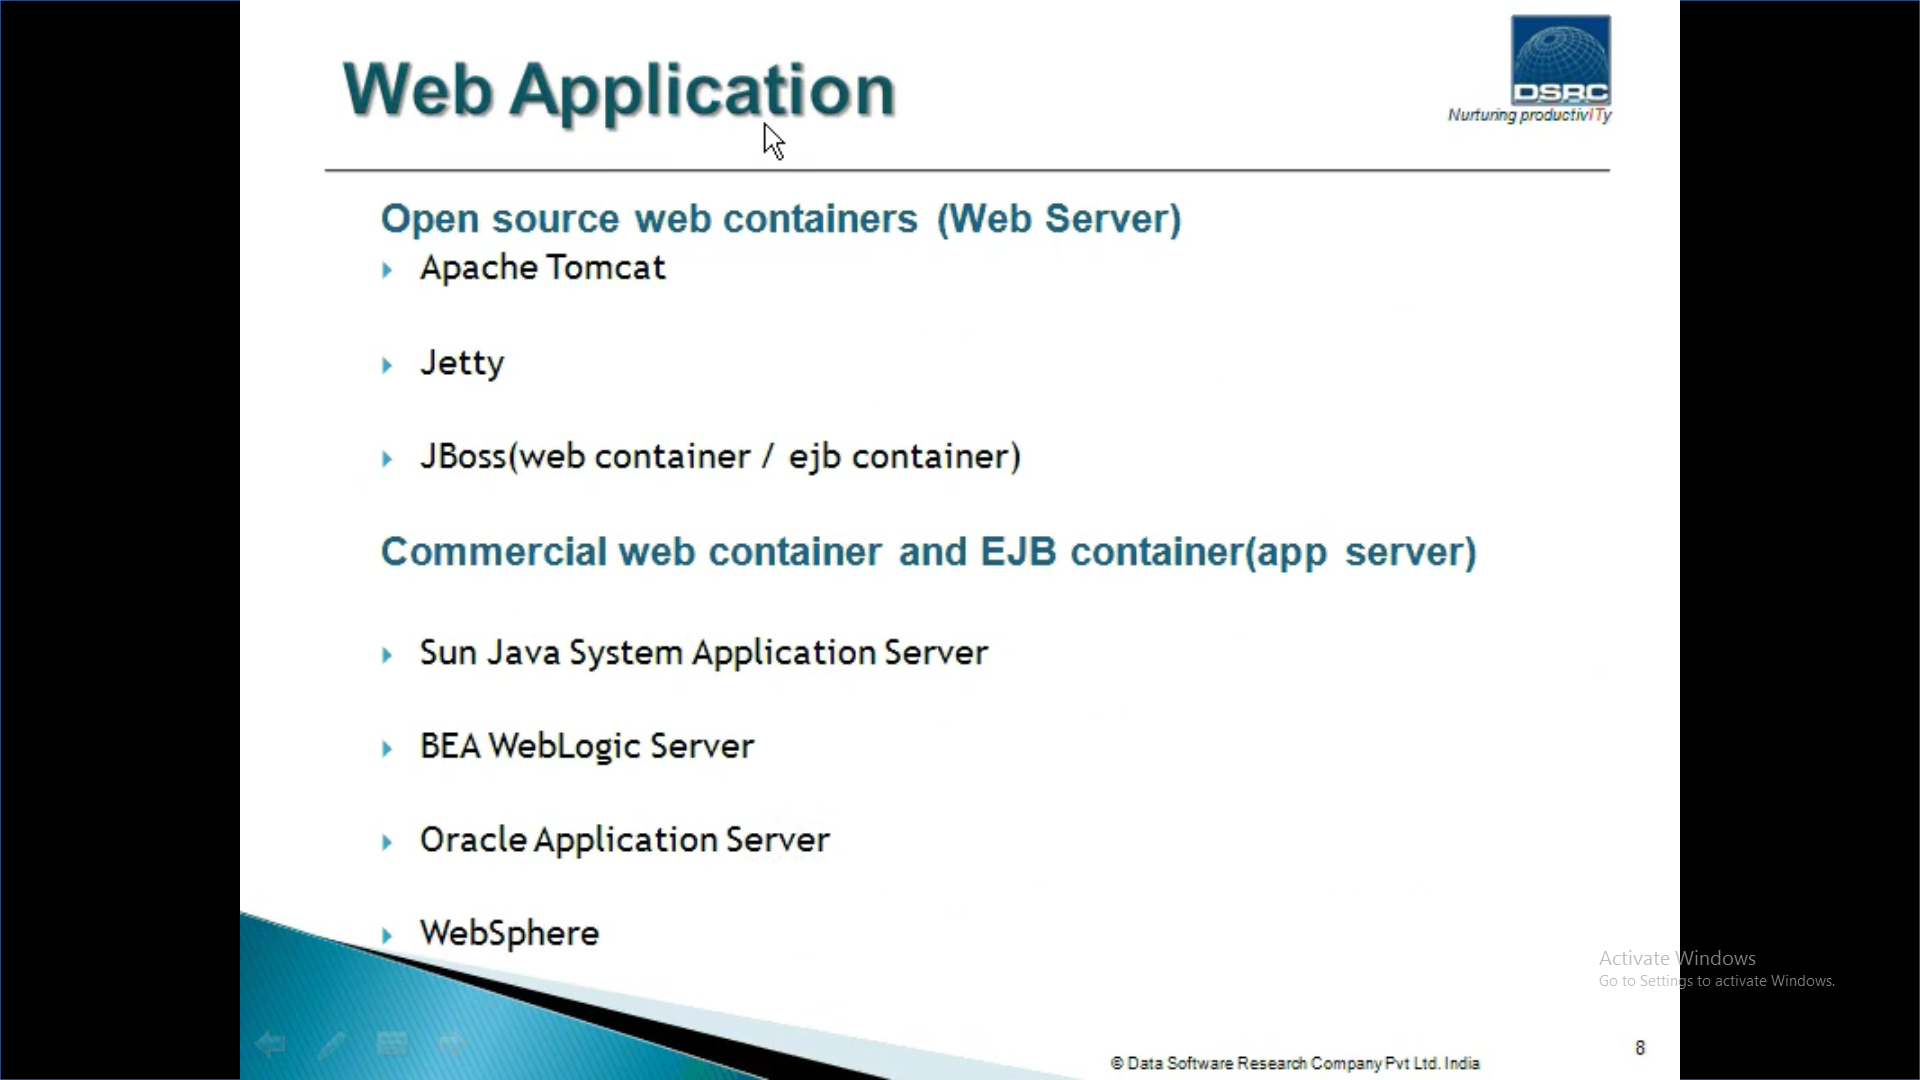 Web Application
DSRC
Nurturing productivITy
Open source web containers (Web Server)
Apache Tomcat
Jetty
JBoss(web container / ejb container)
Commercial web container and EJB container(app server)
Sun Java System Application Server
BEA WebLogic Server
Oracle Application Server
WebSphere
Activate Windows
Go to Settings to activate Windows.
8
© Data Software Research Company Pvt Ltd. India